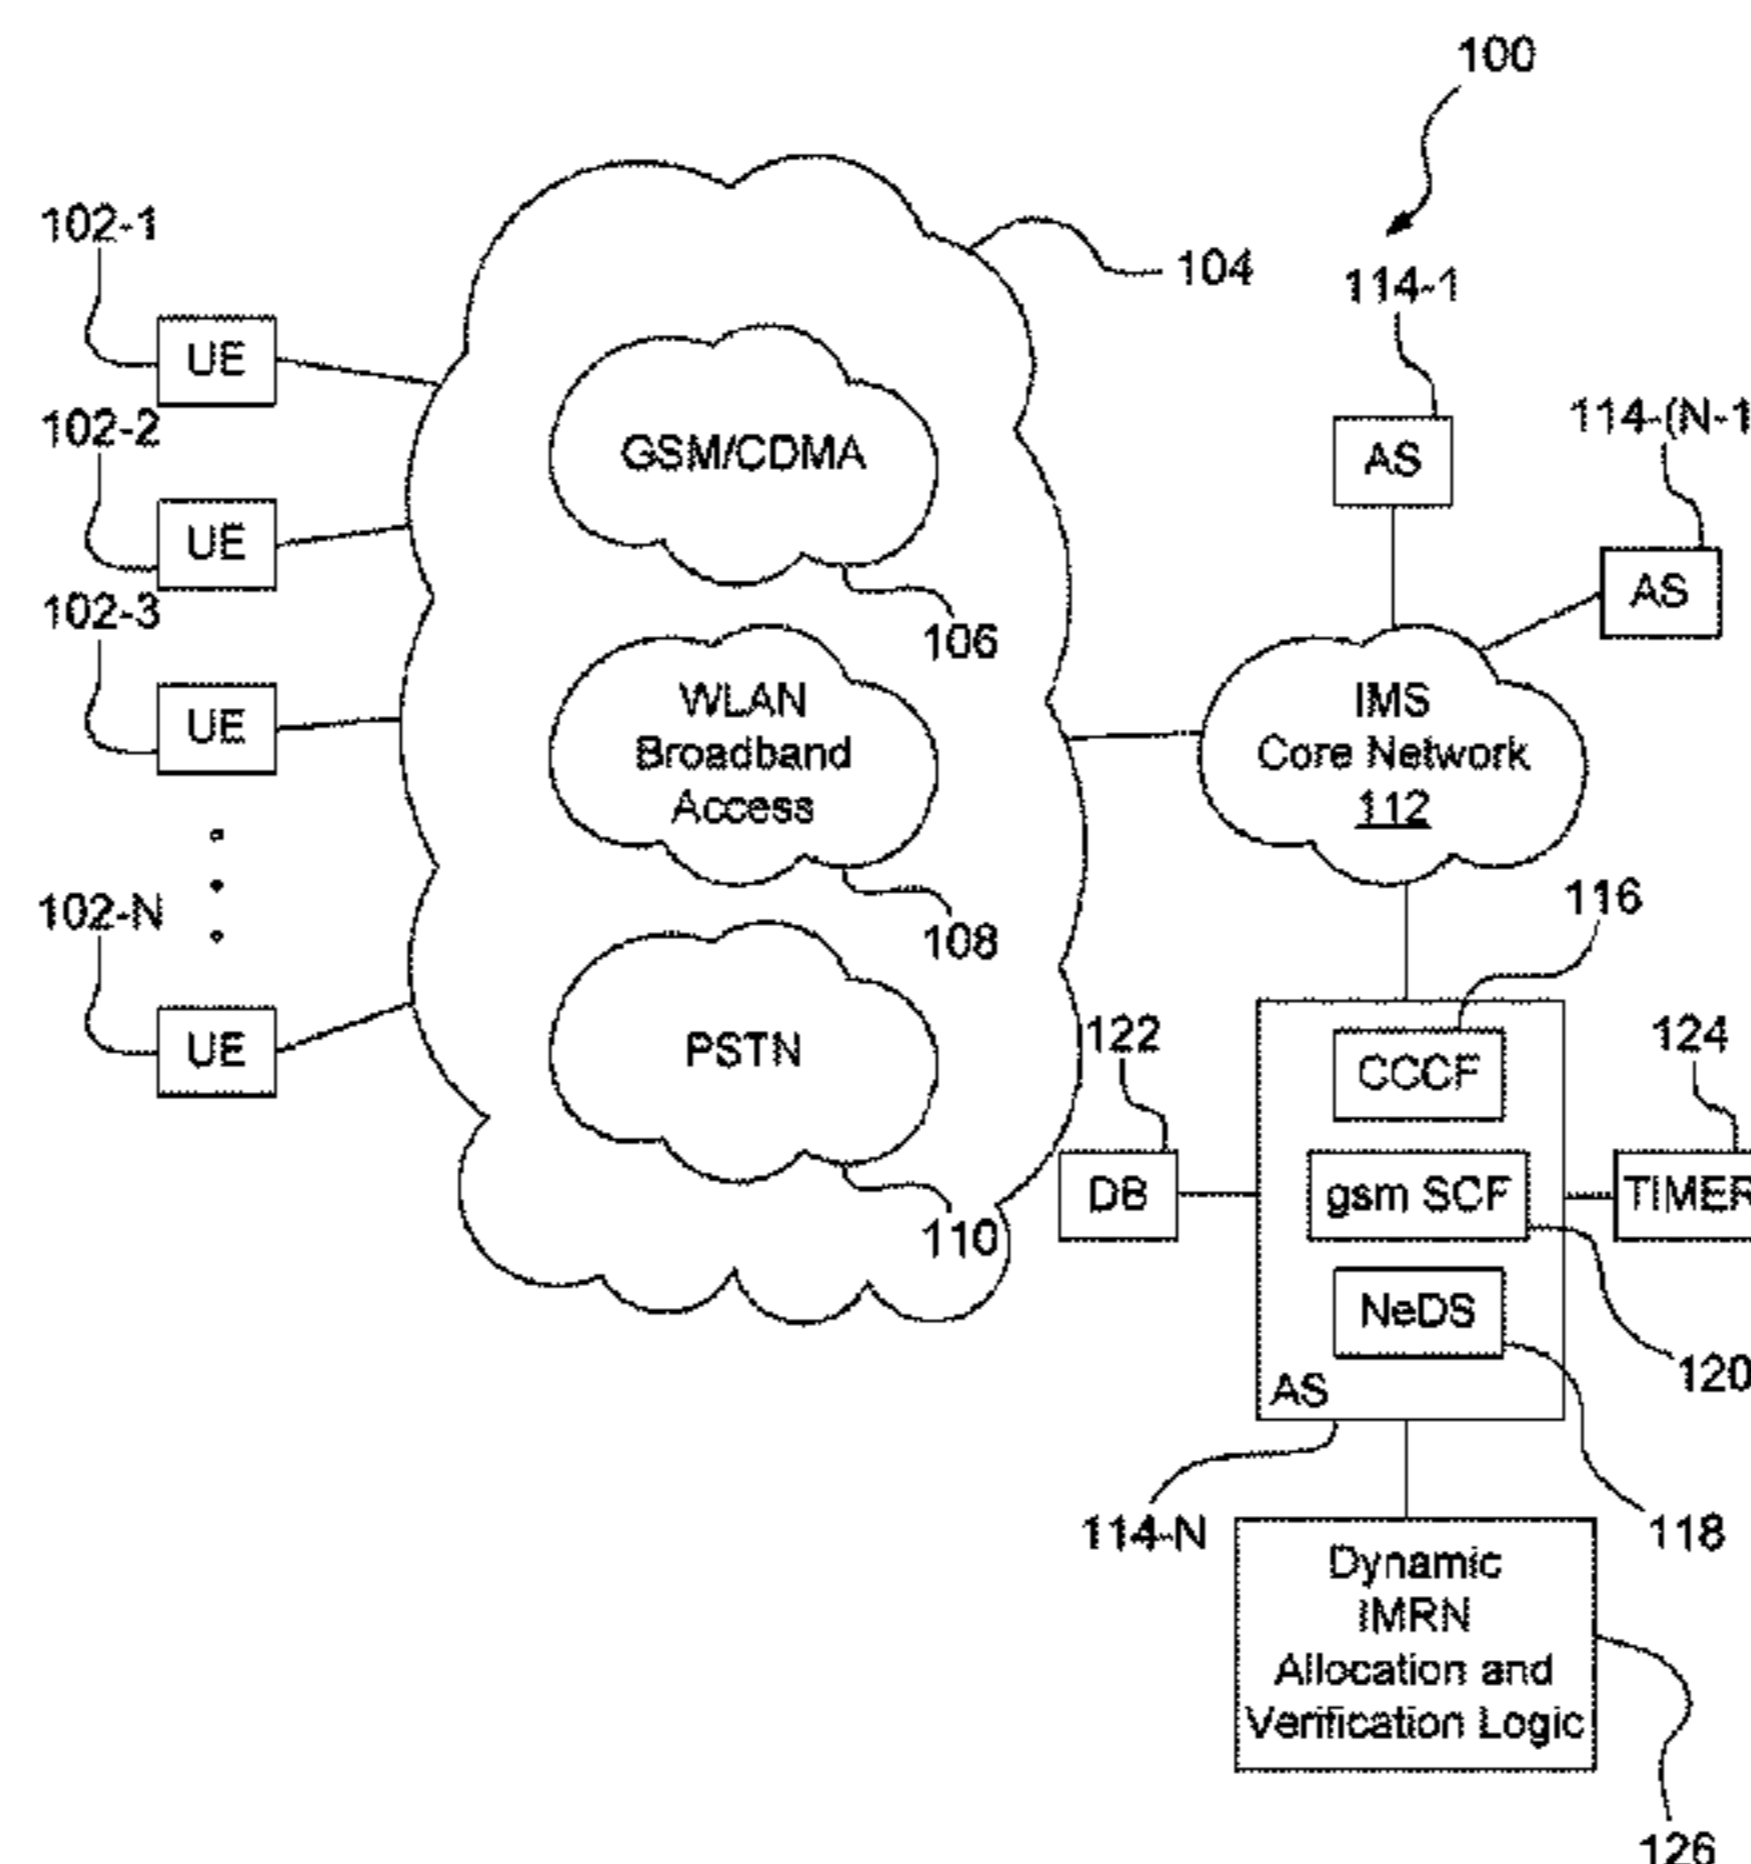 100
102-1
104
114-1
UE
114-(N-1
102-2
GSM/CDMA
AS
UE
AS
102-3
106
UE
WLAN
Broadband
Access
IMS
Core Network
112
102-N
108
116
UE
PSTN
122
CCCF
124
DB
gsm SCF
TIMER
110
NeDS
120
AS
114-N
118
Dynamic
IMRN
Allocation and
Verification Logic
126